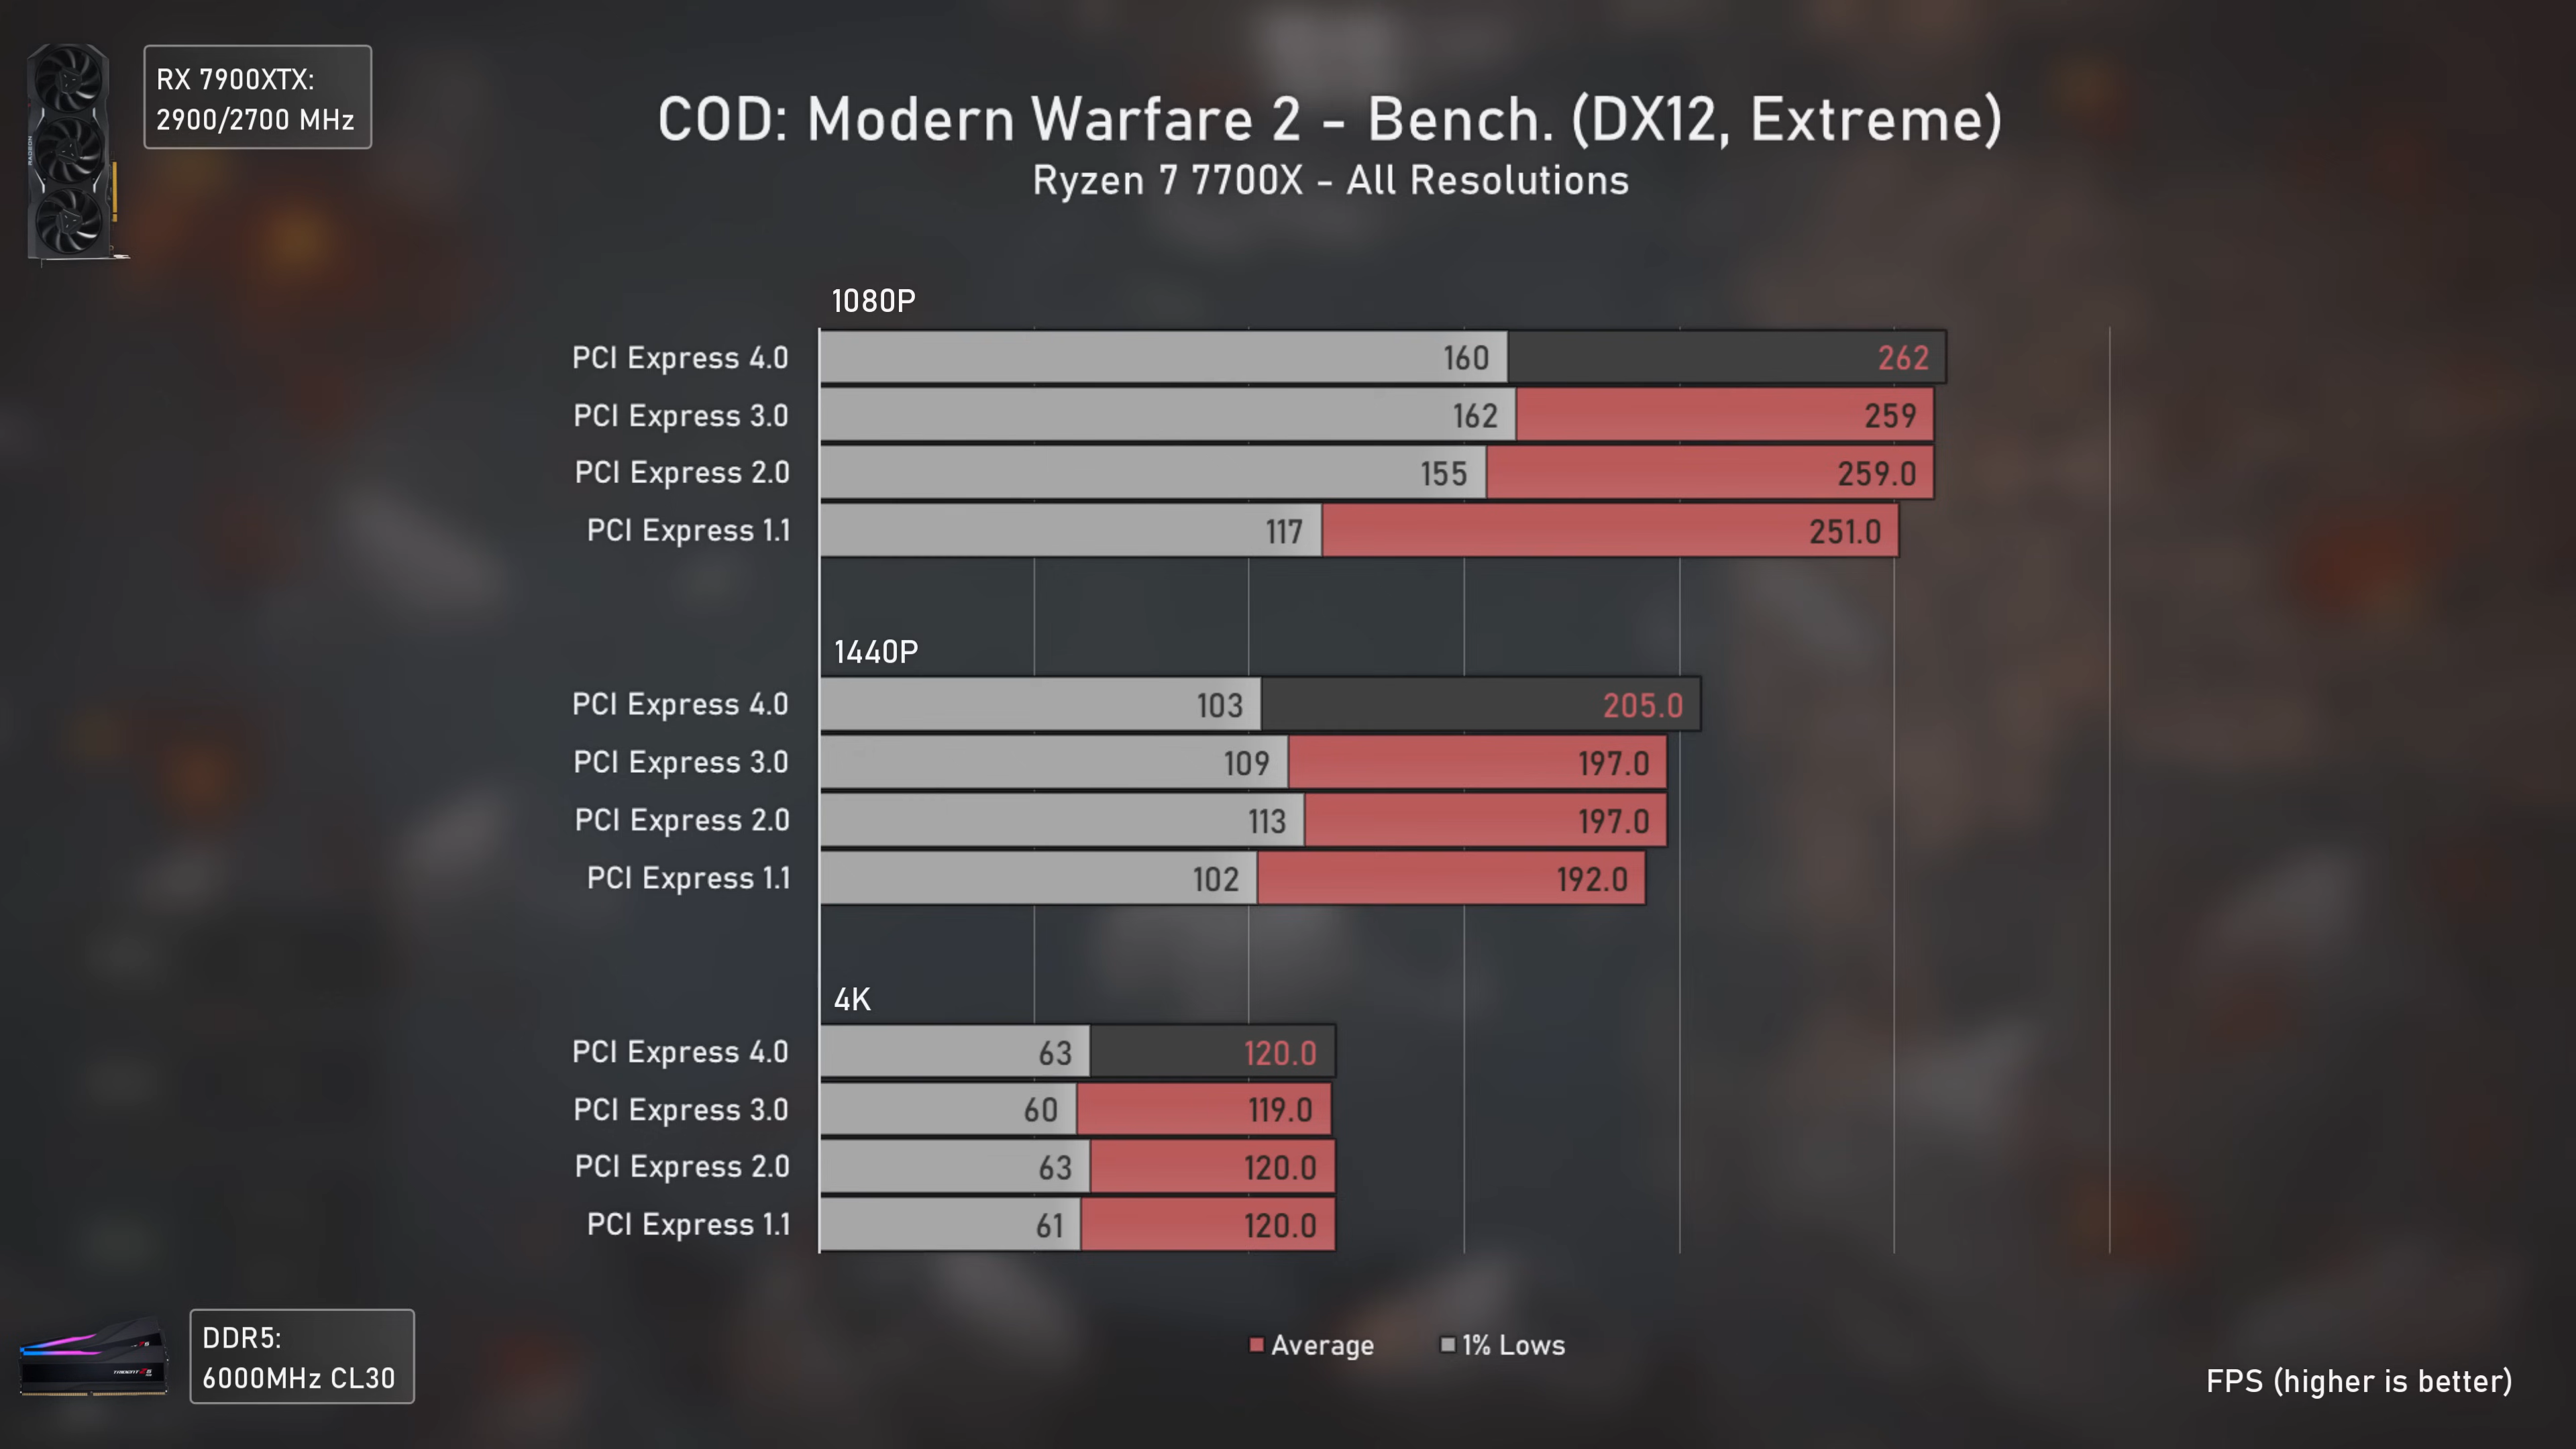 RX 7900XTX:
2900/2700 MHz
COD: Modern Warfare 2 - Bench. (DX12, Extreme)
Ryzen 7 7700X - All Resolutions
1080P
PCI Express 4.0 160 262
PCI Express 3.0 162 259
PCI Express 2.0 155 259.0
PCI Express 1.1 117 251.0
1440P
PCI Express 4.0 103 205.0
PCI Express 3.0 109 197.0
PCI Express 2.0 113 197.0
PCI Express 1.1 102 192.0
4K
PCI Express 4.0 63 120.0
PCI Express 3.0 60 119.0
PCI Express 2.0 63 120.0
PCI Express 1.1 61 120.0
DDR5:
6000MHz CL30
Average 1% Lows
FPS (higher is better)
RADEON